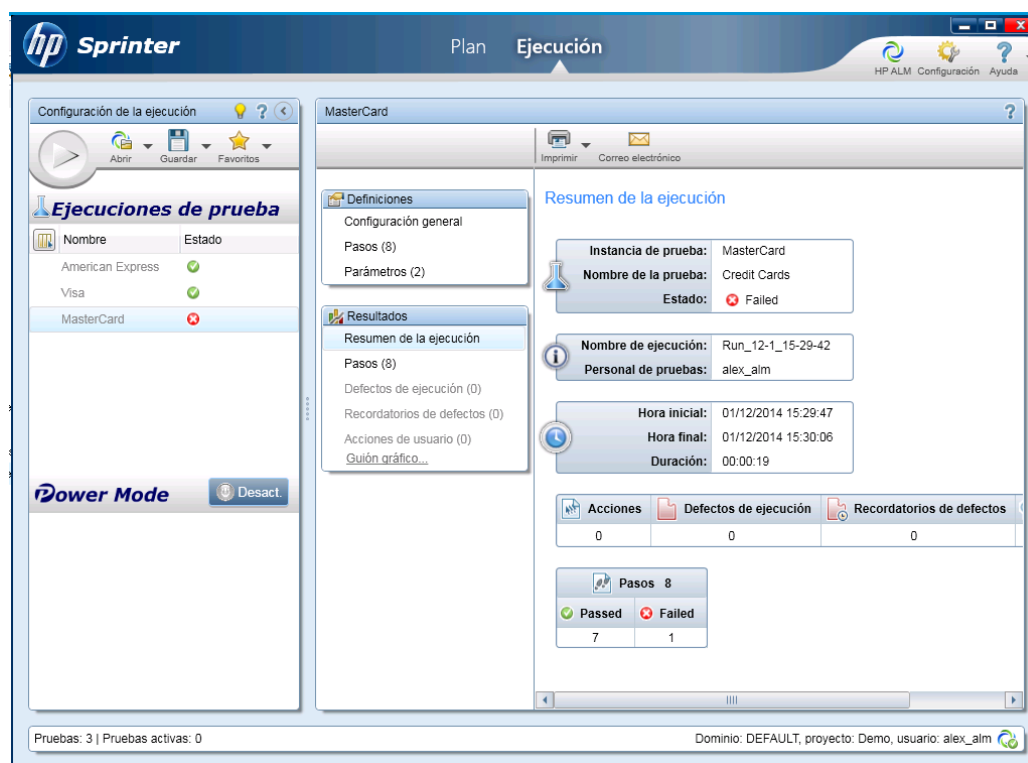 hp Sprinter
Plan Ejecución
HP ALM Configuración Ayuda
Configuración de la ejecución ?
Abrir Guardar Favoritos
Ejecuciones de prueba
Nombre Estado
American Express
Visa
MasterCard
Power Mode Desact.
MasterCard ?
Imprimir Correo electrónico
Definiciones
Configuración general
Pasos (8)
Parámetros (2)
Resultados
Resumen de la ejecución
Pasos (8)
Defectos de ejecución (0)
Recordatorios de defectos (0)
Acciones de usuario (0)
Guión gráfico...
Resumen de la ejecución
Instancia de prueba: MasterCard
Nombre de la prueba: Credit Cards
Estado: Failed
Nombre de ejecución: Run_12-1_15-29-42
Personal de pruebas: alex_alm
Hora inicial: 01/12/2014 15:29:47
Hora final: 01/12/2014 15:30:06
Duración: 00:00:19
Acciones Defectos de ejecución Recordatorios de defectos
0 0 0
Pasos 8
Passed Failed
7 1
Pruebas: 3 | Pruebas activas: 0
Dominio: DEFAULT, proyecto: Demo, usuario: alex_alm